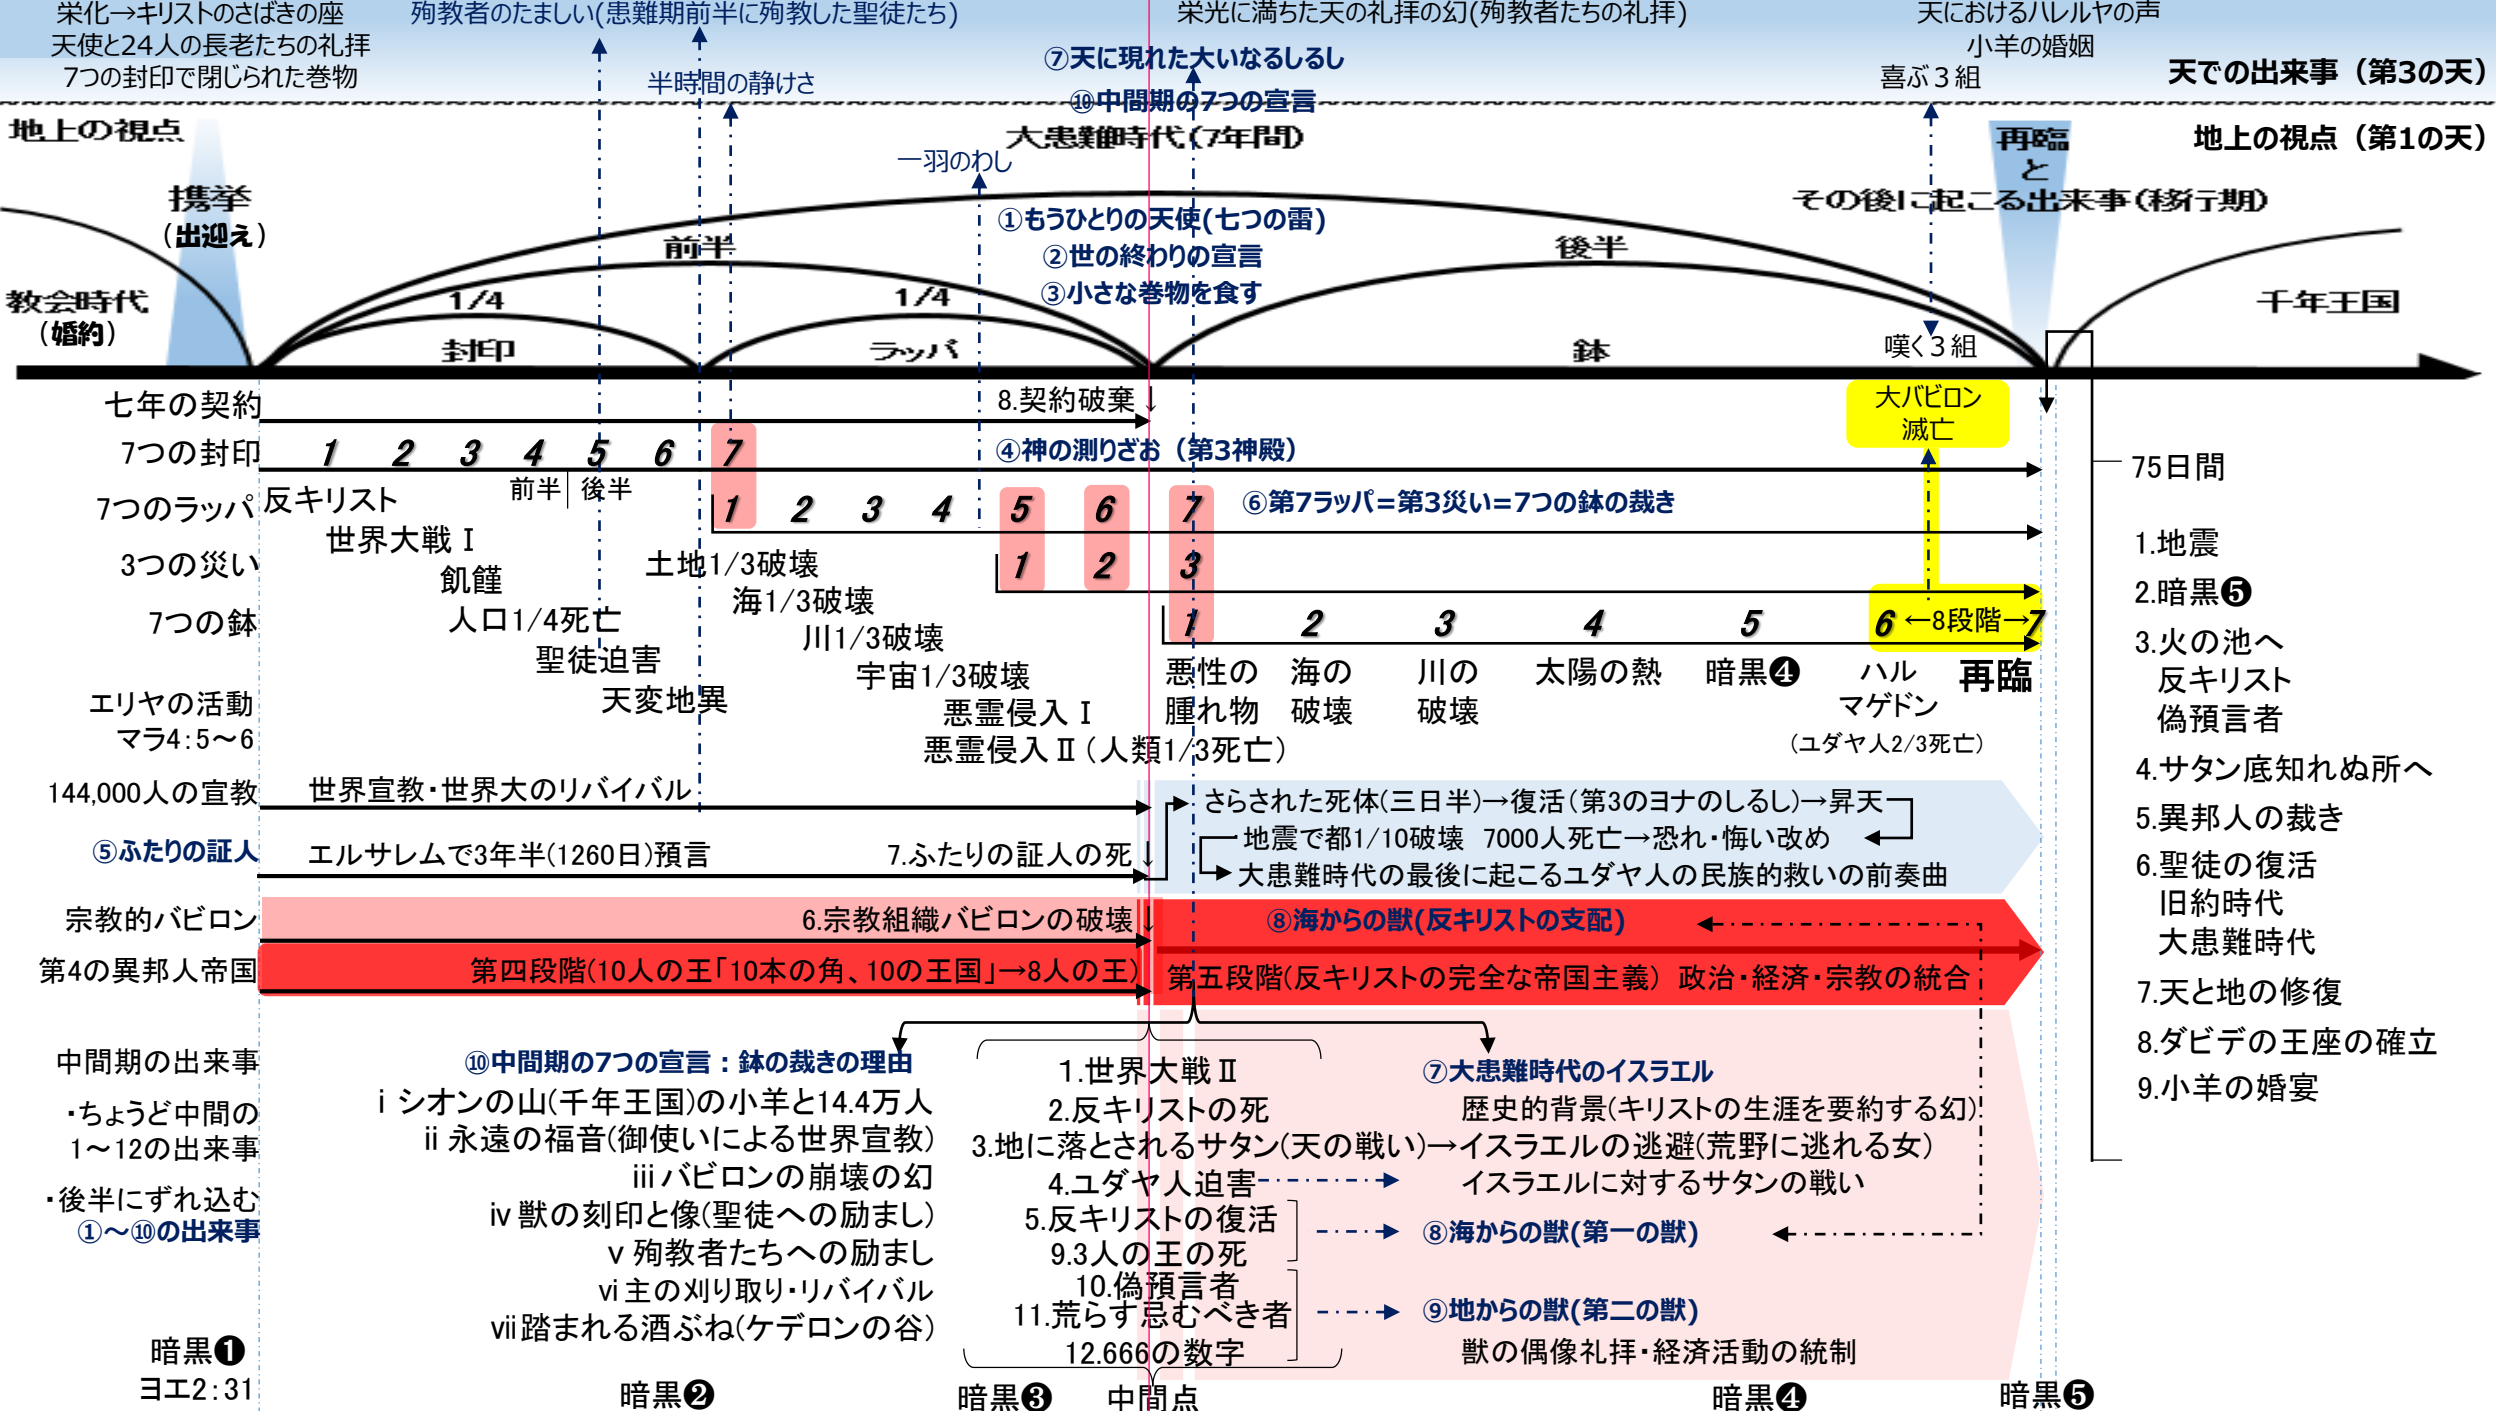 栄化→キリストのさばきの座
天使と24人の長老たちの礼拝
7つの封印で閉じられた巻物
殉教者のたましい(患難期前半に殉教した聖徒たち)
半時間の静けさ
栄光に満ちた天の礼拝の幻(殉教者たちの礼拝)
⑦天に現れた大いなるしるし
⑩中間期の7つの宣言
天におけるハレルヤの声
小羊の婚姻
喜ぶ3組
天での出来事（第3の天）
地上の視点
大患難時代(7年間)
地上の視点（第1の天）
携挙
(出迎え)
一羽のわし
再臨
と
その後に起こる出来事(移行期)
①もうひとりの天使(七つの雷)
②世の終わりの宣言
③小さな巻物を食す
前半
後半
教会時代
(婚約)
1/4
1/4
千年王国
封印
ラッパ
鉢
嘆く3組
七年の契約
8.契約破棄↓
大バビロン
滅亡
7つの封印
1 2 3 4 5 6 7
④神の測りざお（第3神殿）
前半 後半
7つのラッパ
1 2 3 4 5 6 7
⑥第7ラッパ=第3災い=7つの鉢の裁き
反キリスト
世界大戦Ⅰ
飢饉
人口1/4死亡
聖徒迫害
天変地異
3つの災い
1 2 3
土地1/3破壊
海1/3破壊
川1/3破壊
宇宙1/3破壊
悪霊侵入Ⅰ
悪霊侵入Ⅱ（人類1/3死亡）
7つの鉢
1 2 3 4 5 6 ←8段階→ 7
悪性の
腫れ物
海の
破壊
川の
破壊
太陽の熱
暗黒❹
ハル
マゲドン
(ユダヤ人2/3死亡)
再臨
エリヤの活動
マラ4:5～6
144,000人の宣教
世界宣教・世界大のリバイバル
さらされた死体(三日半)→復活(第3のヨナのしるし)→昇天
地震で都1/10破壊 7000人死亡→恐れ・悔い改め
大患難時代の最後に起こるユダヤ人の民族的救いの前奏曲
⑤ふたりの証人
エルサレムで3年半(1260日)預言
7.ふたりの証人の死↓
宗教的バビロン
6.宗教組織バビロンの破壊↓
⑧海からの獣(反キリストの支配)
第4の異邦人帝国
第四段階(10人の王「10本の角、10の王国」→8人の王)
第五段階(反キリストの完全な帝国主義) 政治・経済・宗教の統合
中間期の出来事
・ちょうど中間の
1～12の出来事
・後半にずれ込む
①～⑩の出来事
⑩中間期の7つの宣言：鉢の裁きの理由
ⅰシオンの山(千年王国)の小羊と14.4万人
ⅱ永遠の福音(御使いによる世界宣教)
ⅲバビロンの崩壊の幻
ⅳ獣の刻印と像(聖徒への励まし)
ⅴ殉教者たちへの励まし
ⅵ主の刈り取り・リバイバル
ⅶ踏まれる酒ぶね(ケデロンの谷)
1.世界大戦Ⅱ
2.反キリストの死
3.地に落とされるサタン(天の戦い)→イスラエルの逃避(荒野に逃れる女)
4.ユダヤ人迫害
5.反キリストの復活
9.3人の王の死
10.偽預言者
11.荒らす忌むべき者
12.666の数字
⑦大患難時代のイスラエル
歴史的背景(キリストの生涯を要約する幻)
イスラエルに対するサタンの戦い
⑧海からの獣(第一の獣)
⑨地からの獣(第二の獣)
獣の偶像礼拝・経済活動の統制
75日間
1.地震
2.暗黒❺
3.火の池へ
反キリスト
偽預言者
4.サタン底知れぬ所へ
5.異邦人の裁き
6.聖徒の復活
旧約時代
大患難時代
7.天と地の修復
8.ダビデの王座の確立
9.小羊の婚宴
暗黒❶
ヨエ2:31
暗黒❷
暗黒❸
中間点
暗黒❹
暗黒❺